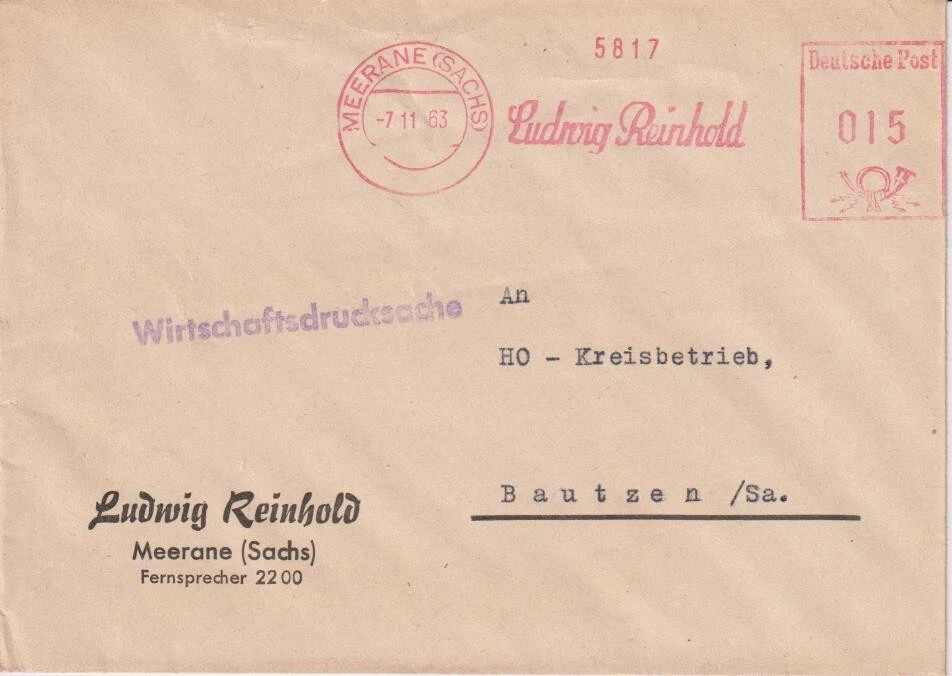 5817
MEERANE (SACHS)
-7 11 63
Ludwig Reinhold
Deutsche Post
015
Wirtschaftsdrucksache
An
HO - Kreisbetrieb,
Bautzen /Sa.
Ludwig Reinhold
Meerane (Sachs)
Fernsprecher 2200